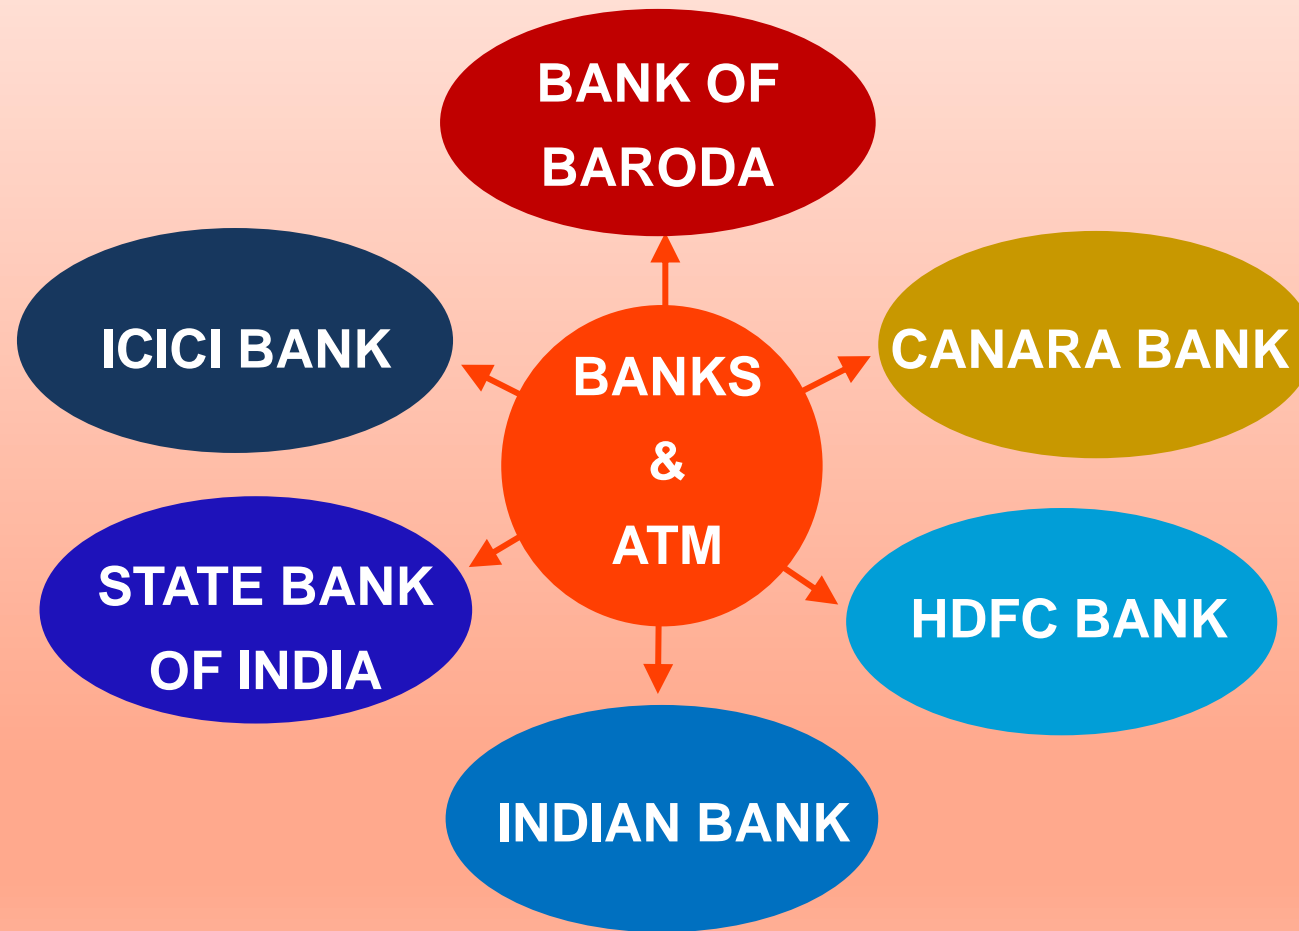 BANK OF
BARODA
ICICI BANK
CANARA BANK
BANKS
&
ATM
STATE BANK
OF INDIA
HDFC BANK
INDIAN BANK